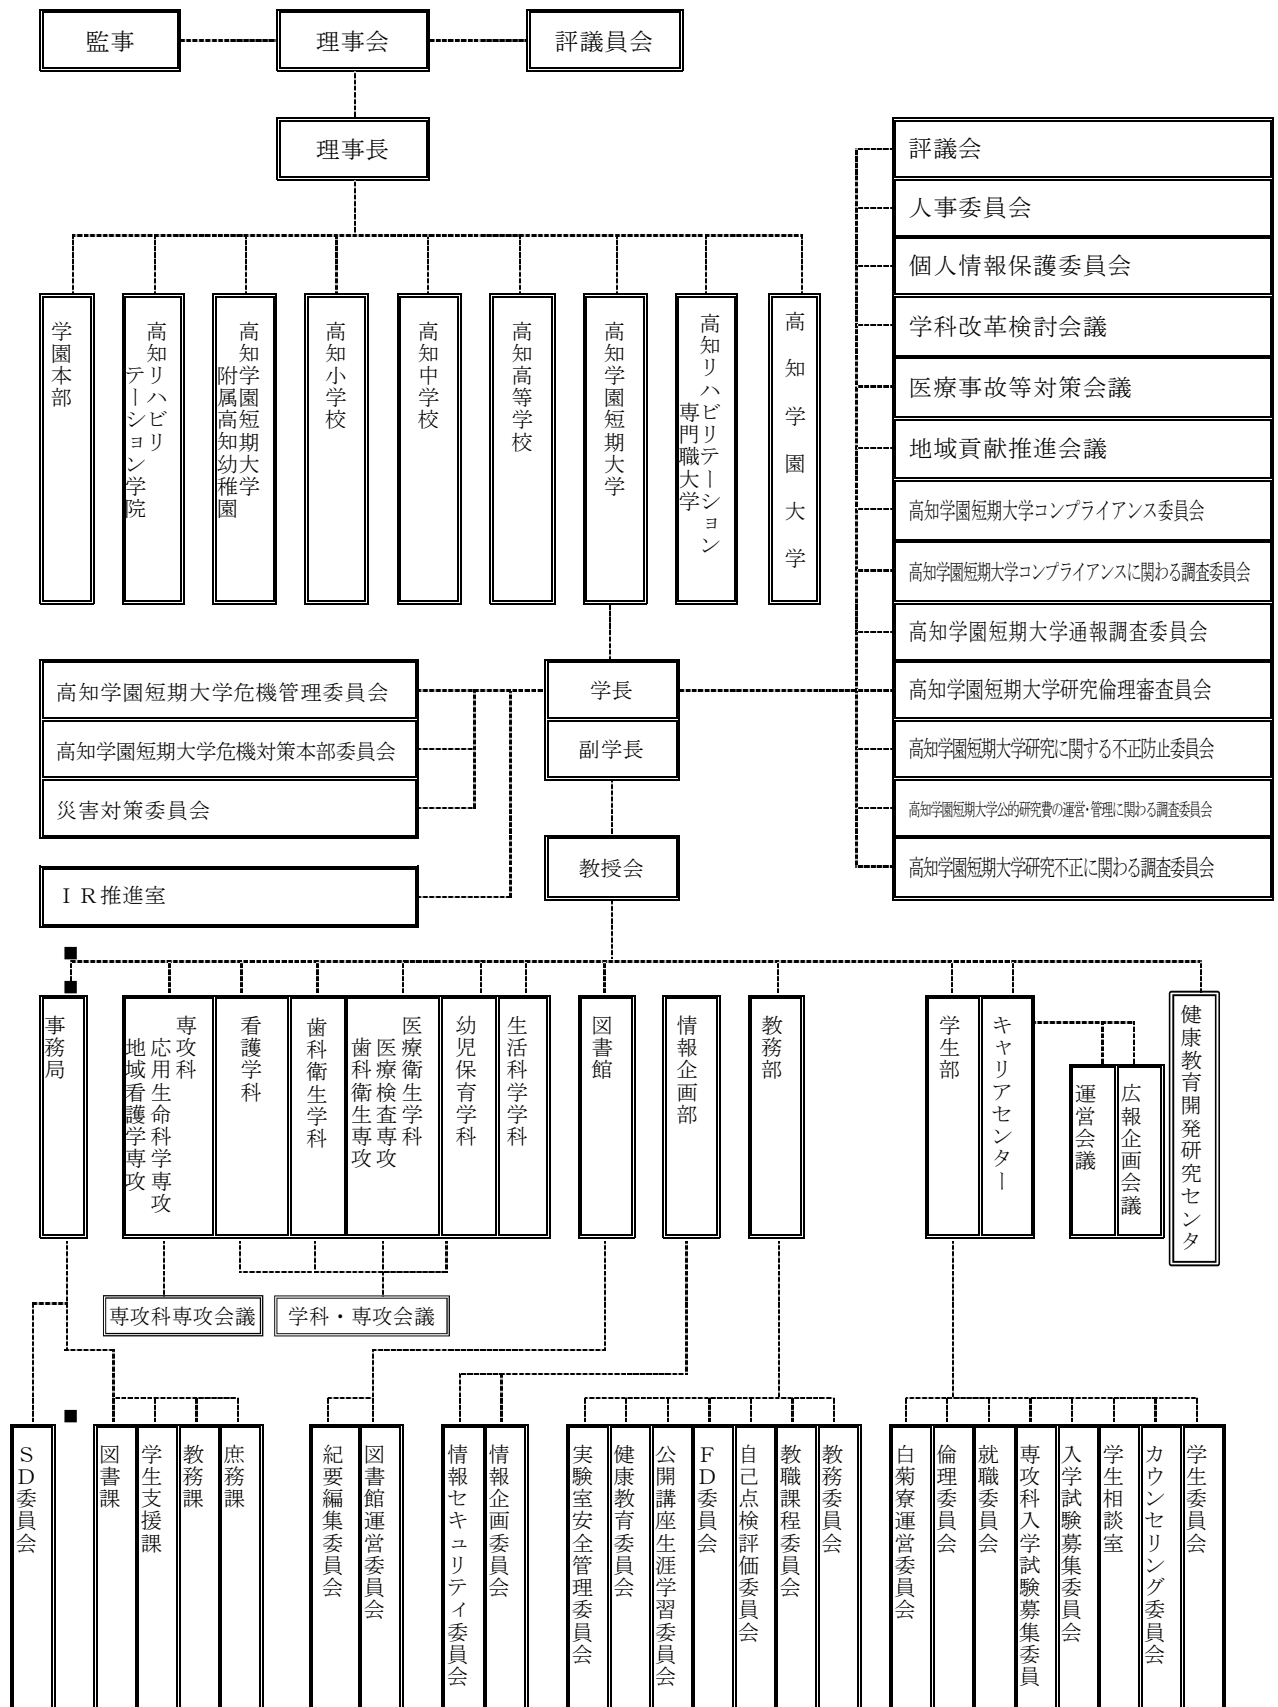 監事
理事会
評議員会
理事長
評議会
人事委員会
個人情報保護委員会
学科改革検討会議
医療事故等対策会議
地域貢献推進会議
高知学園短期大学コンプライアンス委員会
高知学園短期大学コンプライアンスに関わる調査委員会
高知学園短期大学通報調査委員会
高知学園短期大学研究倫理審査員会
高知学園短期大学研究に関する不正防止委員会
高知学園短期大学公的研究費の運営・管理に関わる調査委員会
高知学園短期大学研究不正に関わる調査委員会
学園本部
高知リハビリ
テーション学院
高知学園短期大学
附属高知幼稚園
高知小学校
高知中学校
高知高等学校
高知学園短期大学
高知リハビリテーション
専門職大学
高知学園大学
高知学園短期大学危機管理委員会
高知学園短期大学危機対策本部委員会
災害対策委員会
ＩＲ推進室
学長
副学長
教授会
事務局
専攻科
応用生命科学専攻
地域看護学専攻
看護学科
歯科衛生学科
医療衛生学科
医療検査専攻
歯科衛生専攻
幼児保育学科
生活科学学科
図書館
情報企画部
教務部
学生部
キャリアセンター
運営会議
広報企画会議
健康教育開発研究センタ
専攻科専攻会議
学科・専攻会議
ＳＤ委員会
図書課
学生支援課
教務課
庶務課
紀要編集委員会
図書館運営委員会
情報セキュリティ委員会
情報企画委員会
実験室安全管理委員会
健康教育委員会
公開講座生涯学習委員会
ＦＤ委員会
自己点検評価委員会
教職課程委員会
教務委員会
白菊寮運営委員会
倫理委員会
就職委員会
専攻科入学試験募集委員
入学試験募集委員会
学生相談室
カウンセリング委員会
学生委員会